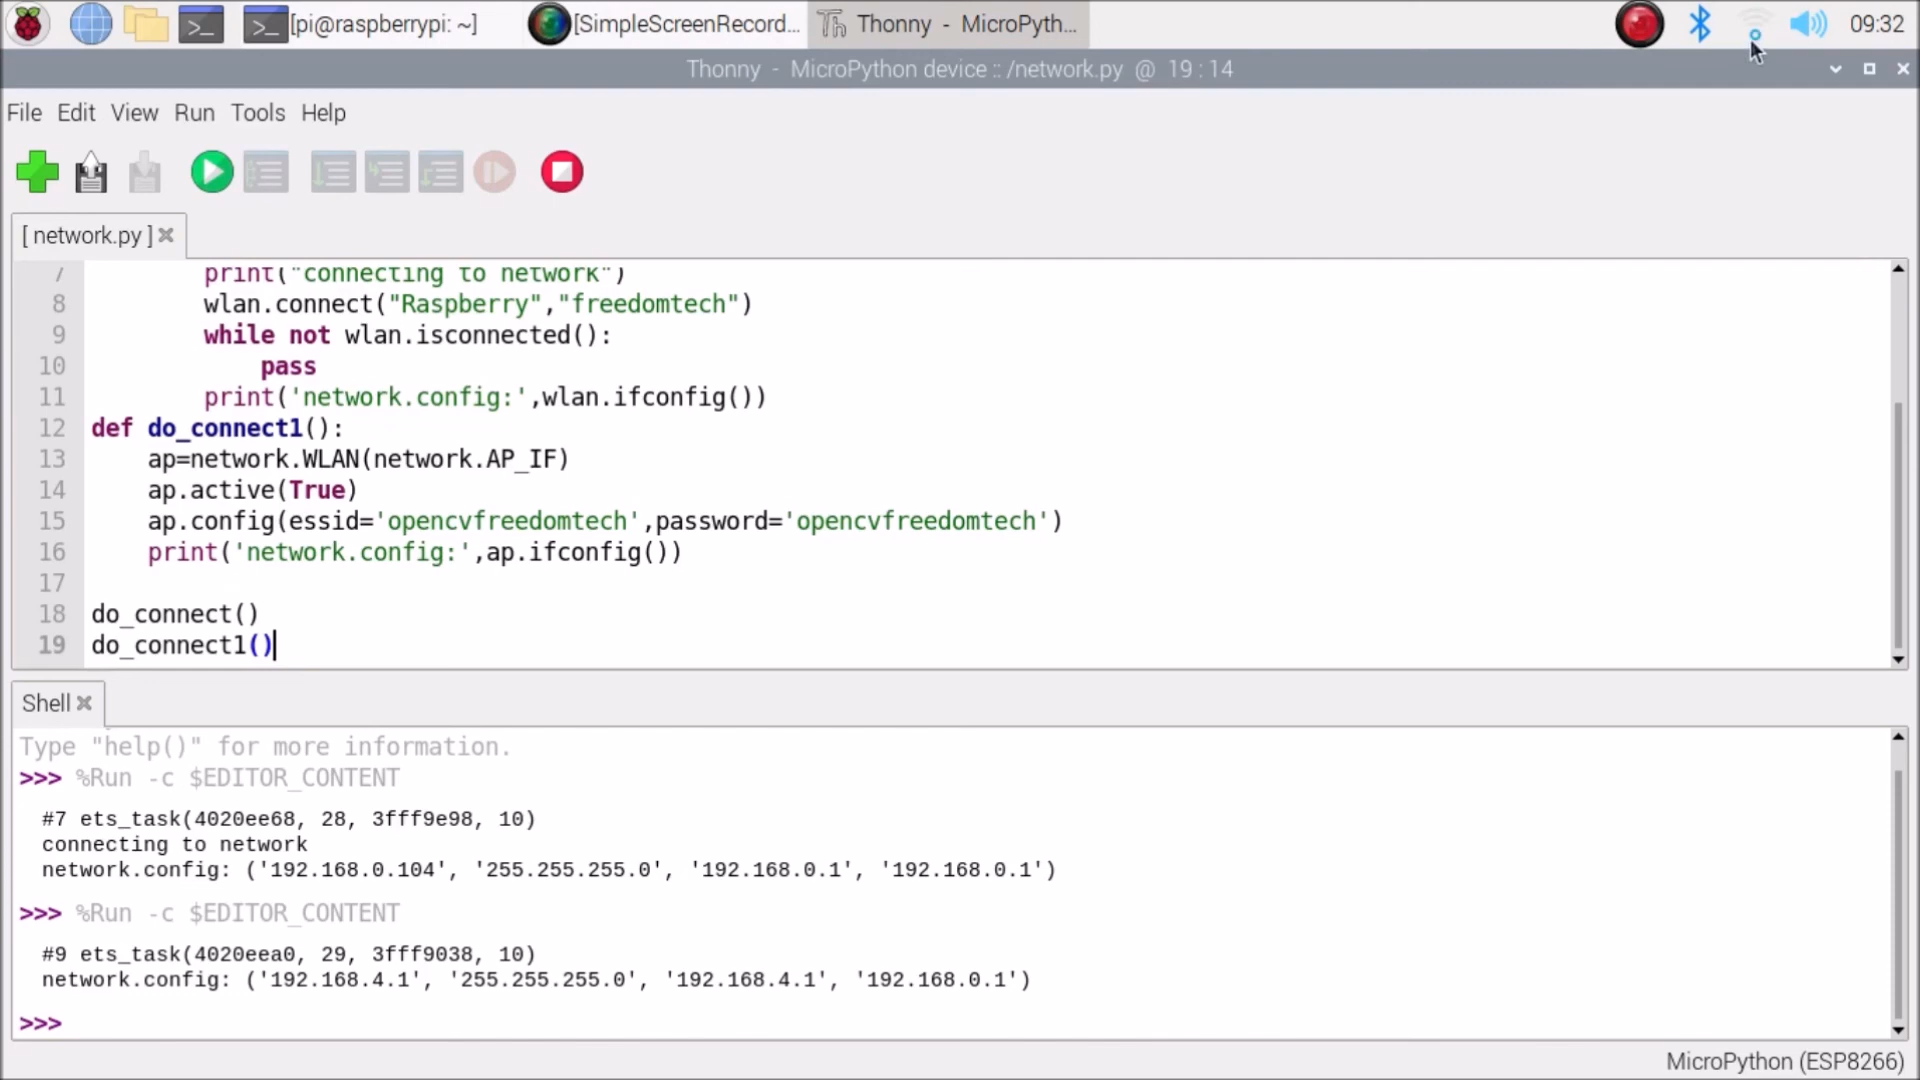 [pi@raspberrypi: ~]
[SimpleScreenRecord...
Thonny - MicroPyth...
09:32
Thonny - MicroPython device :: /network.py @ 19 : 14
File Edit View Run Tools Help
[ network.py ]
7 print("connecting to network")
8 wlan.connect("Raspberry","freedomtech")
9 while not wlan.isconnected():
10 pass
11 print('network.config:',wlan.ifconfig())
12 def do_connect1():
13 ap=network.WLAN(network.AP_IF)
14 ap.active(True)
15 ap.config(essid='opencvfreedomtech',password='opencvfreedomtech')
16 print('network.config:',ap.ifconfig())
17
18 do_connect()
19 do_connect1()
Shell
Type "help()" for more information.
>>> %Run -c $EDITOR_CONTENT
#7 ets_task(4020ee68, 28, 3fff9e98, 10)
connecting to network
network.config: ('192.168.0.104', '255.255.255.0', '192.168.0.1', '192.168.0.1')
>>> %Run -c $EDITOR_CONTENT
#9 ets_task(4020eea0, 29, 3fff9038, 10)
network.config: ('192.168.4.1', '255.255.255.0', '192.168.4.1', '192.168.0.1')
>>>
MicroPython (ESP8266)